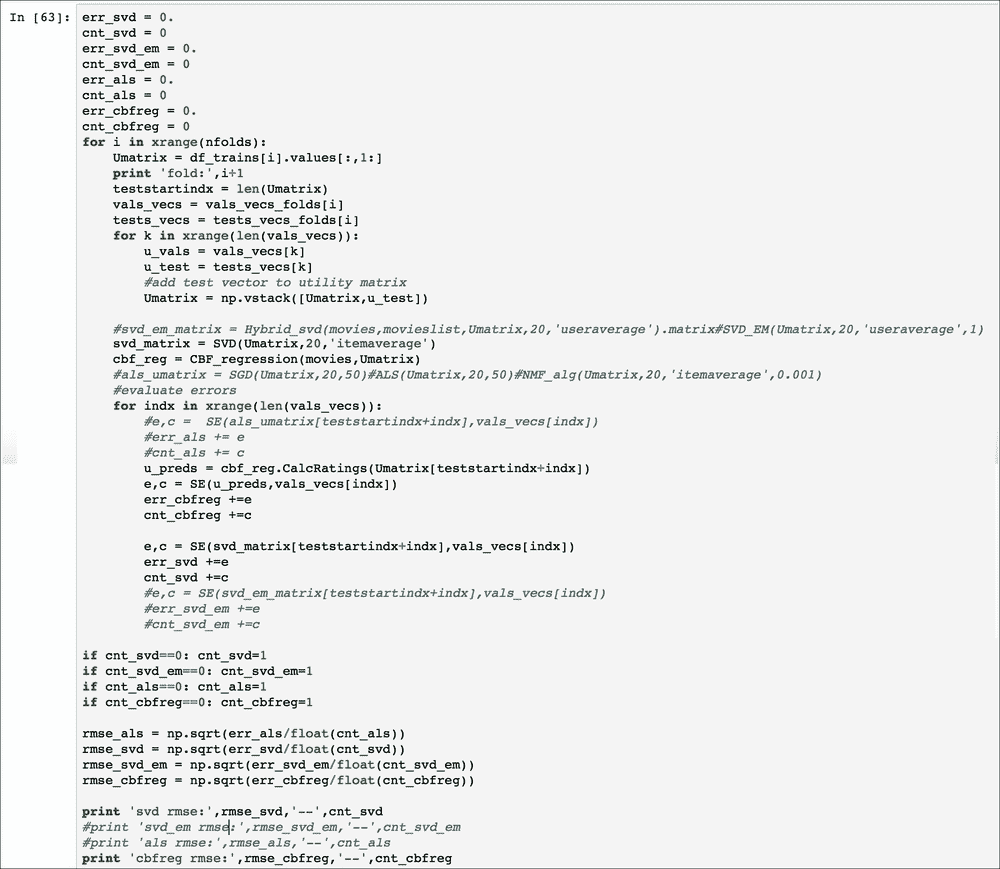 In [63]: err_svd = 0.
cnt_svd = 0
err_svd_em = 0.
cnt_svd_em = 0
err_als = 0.
cnt_als = 0
err_cbfreg = 0.
cnt_cbfreg = 0
for i in xrange(nfolds):
    Umatrix = df_trains[i].values[:,1:]
    print 'fold:',i+1
    teststartindx = len(Umatrix)
    vals_vecs = vals_vecs_folds[i]
    tests_vecs = tests_vecs_folds[i]
    for k in xrange(len(vals_vecs)):
        u_vals = vals_vecs[k]
        u_test = tests_vecs[k]
        #add test vector to utility matrix
        Umatrix = np.vstack([Umatrix,u_test])
    #svd_em_matrix = Hybrid_svd(movies,movieslist,Umatrix,20,'useraverage').matrix#SVD_EM(Umatrix,20,'useraverage',1)
    svd_matrix = SVD(Umatrix,20,'itemaverage')
    cbf_reg = CBF_regression(movies,Umatrix)
    #als_umatrix = SGD(Umatrix,20,50)#ALS(Umatrix,20,50)#NMF_alg(Umatrix,20,'itemaverage',0.001)
    #evaluate errors
    for indx in xrange(len(vals_vecs)):
        #e,c =  SE(als_umatrix[teststartindx+indx],vals_vecs[indx])
        #err_als += e
        #cnt_als += c
        u_preds = cbf_reg.CalcRatings(Umatrix[teststartindx+indx])
        e,c = SE(u_preds,vals_vecs[indx])
        err_cbfreg +=e
        cnt_cbfreg +=c
        e,c = SE(svd_matrix[teststartindx+indx],vals_vecs[indx])
        err_svd +=e
        cnt_svd +=c
        #e,c = SE(svd_em_matrix[teststartindx+indx],vals_vecs[indx])
        #err_svd_em +=e
        #cnt_svd_em +=c
if cnt_svd==0: cnt_svd=1
if cnt_svd_em==0: cnt_svd_em=1
if cnt_als==0: cnt_als=1
if cnt_cbfreg==0: cnt_cbfreg=1
rmse_als = np.sqrt(err_als/float(cnt_als))
rmse_svd = np.sqrt(err_svd/float(cnt_svd))
rmse_svd_em = np.sqrt(err_svd_em/float(cnt_svd_em))
rmse_cbfreg = np.sqrt(err_cbfreg/float(cnt_cbfreg))
print 'svd rmse:',rmse_svd,'--',cnt_svd
#print 'svd_em rmse:',rmse_svd_em,'--',cnt_svd_em
#print 'als rmse:',rmse_als,'--',cnt_als
print 'cbfreg rmse:',rmse_cbfreg,'--',cnt_cbfreg